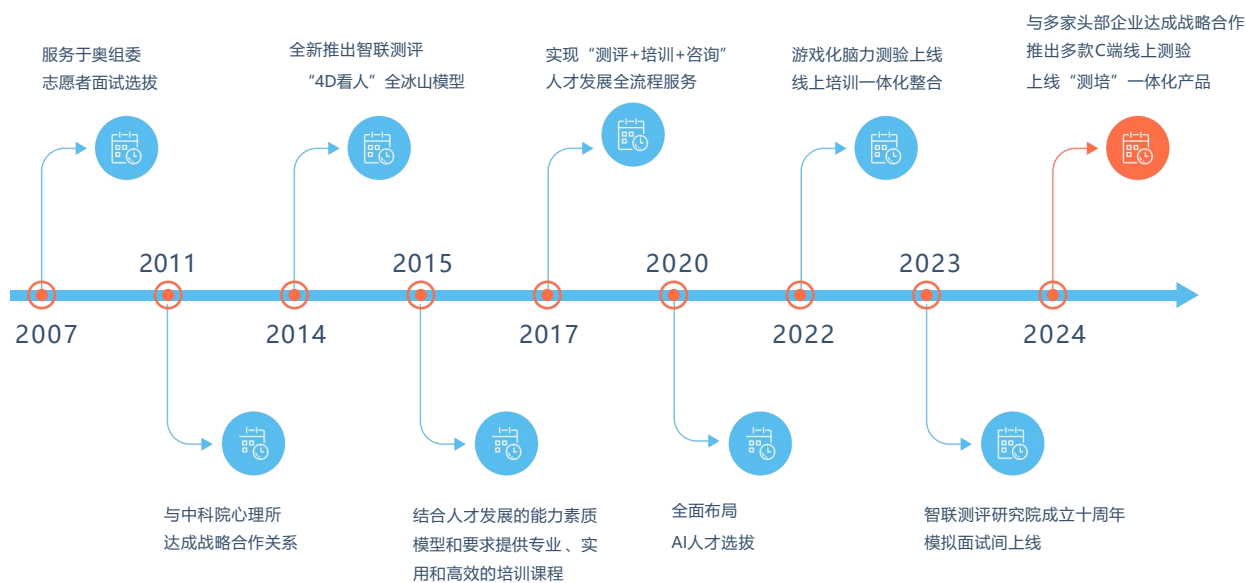 服务于奥组委
志愿者面试选拔
全新推出智联测评
“4D看人”全冰山模型
实现“测评+培训+咨询”
人才发展全流程服务
游戏化脑力测验上线
线上培训一体化整合
与多家头部企业达成战略合作
推出多款C端线上测验
上线“测培”一体化产品
2011
2015
2020
2023
2007
2014
2017
2022
2024
与中科院心理所
达成战略合作关系
结合人才发展的能力素质
模型和要求提供专业、实
用和高效的培训课程
全面布局
AI人才选拔
智联测评研究院成立十周年
模拟面试间上线